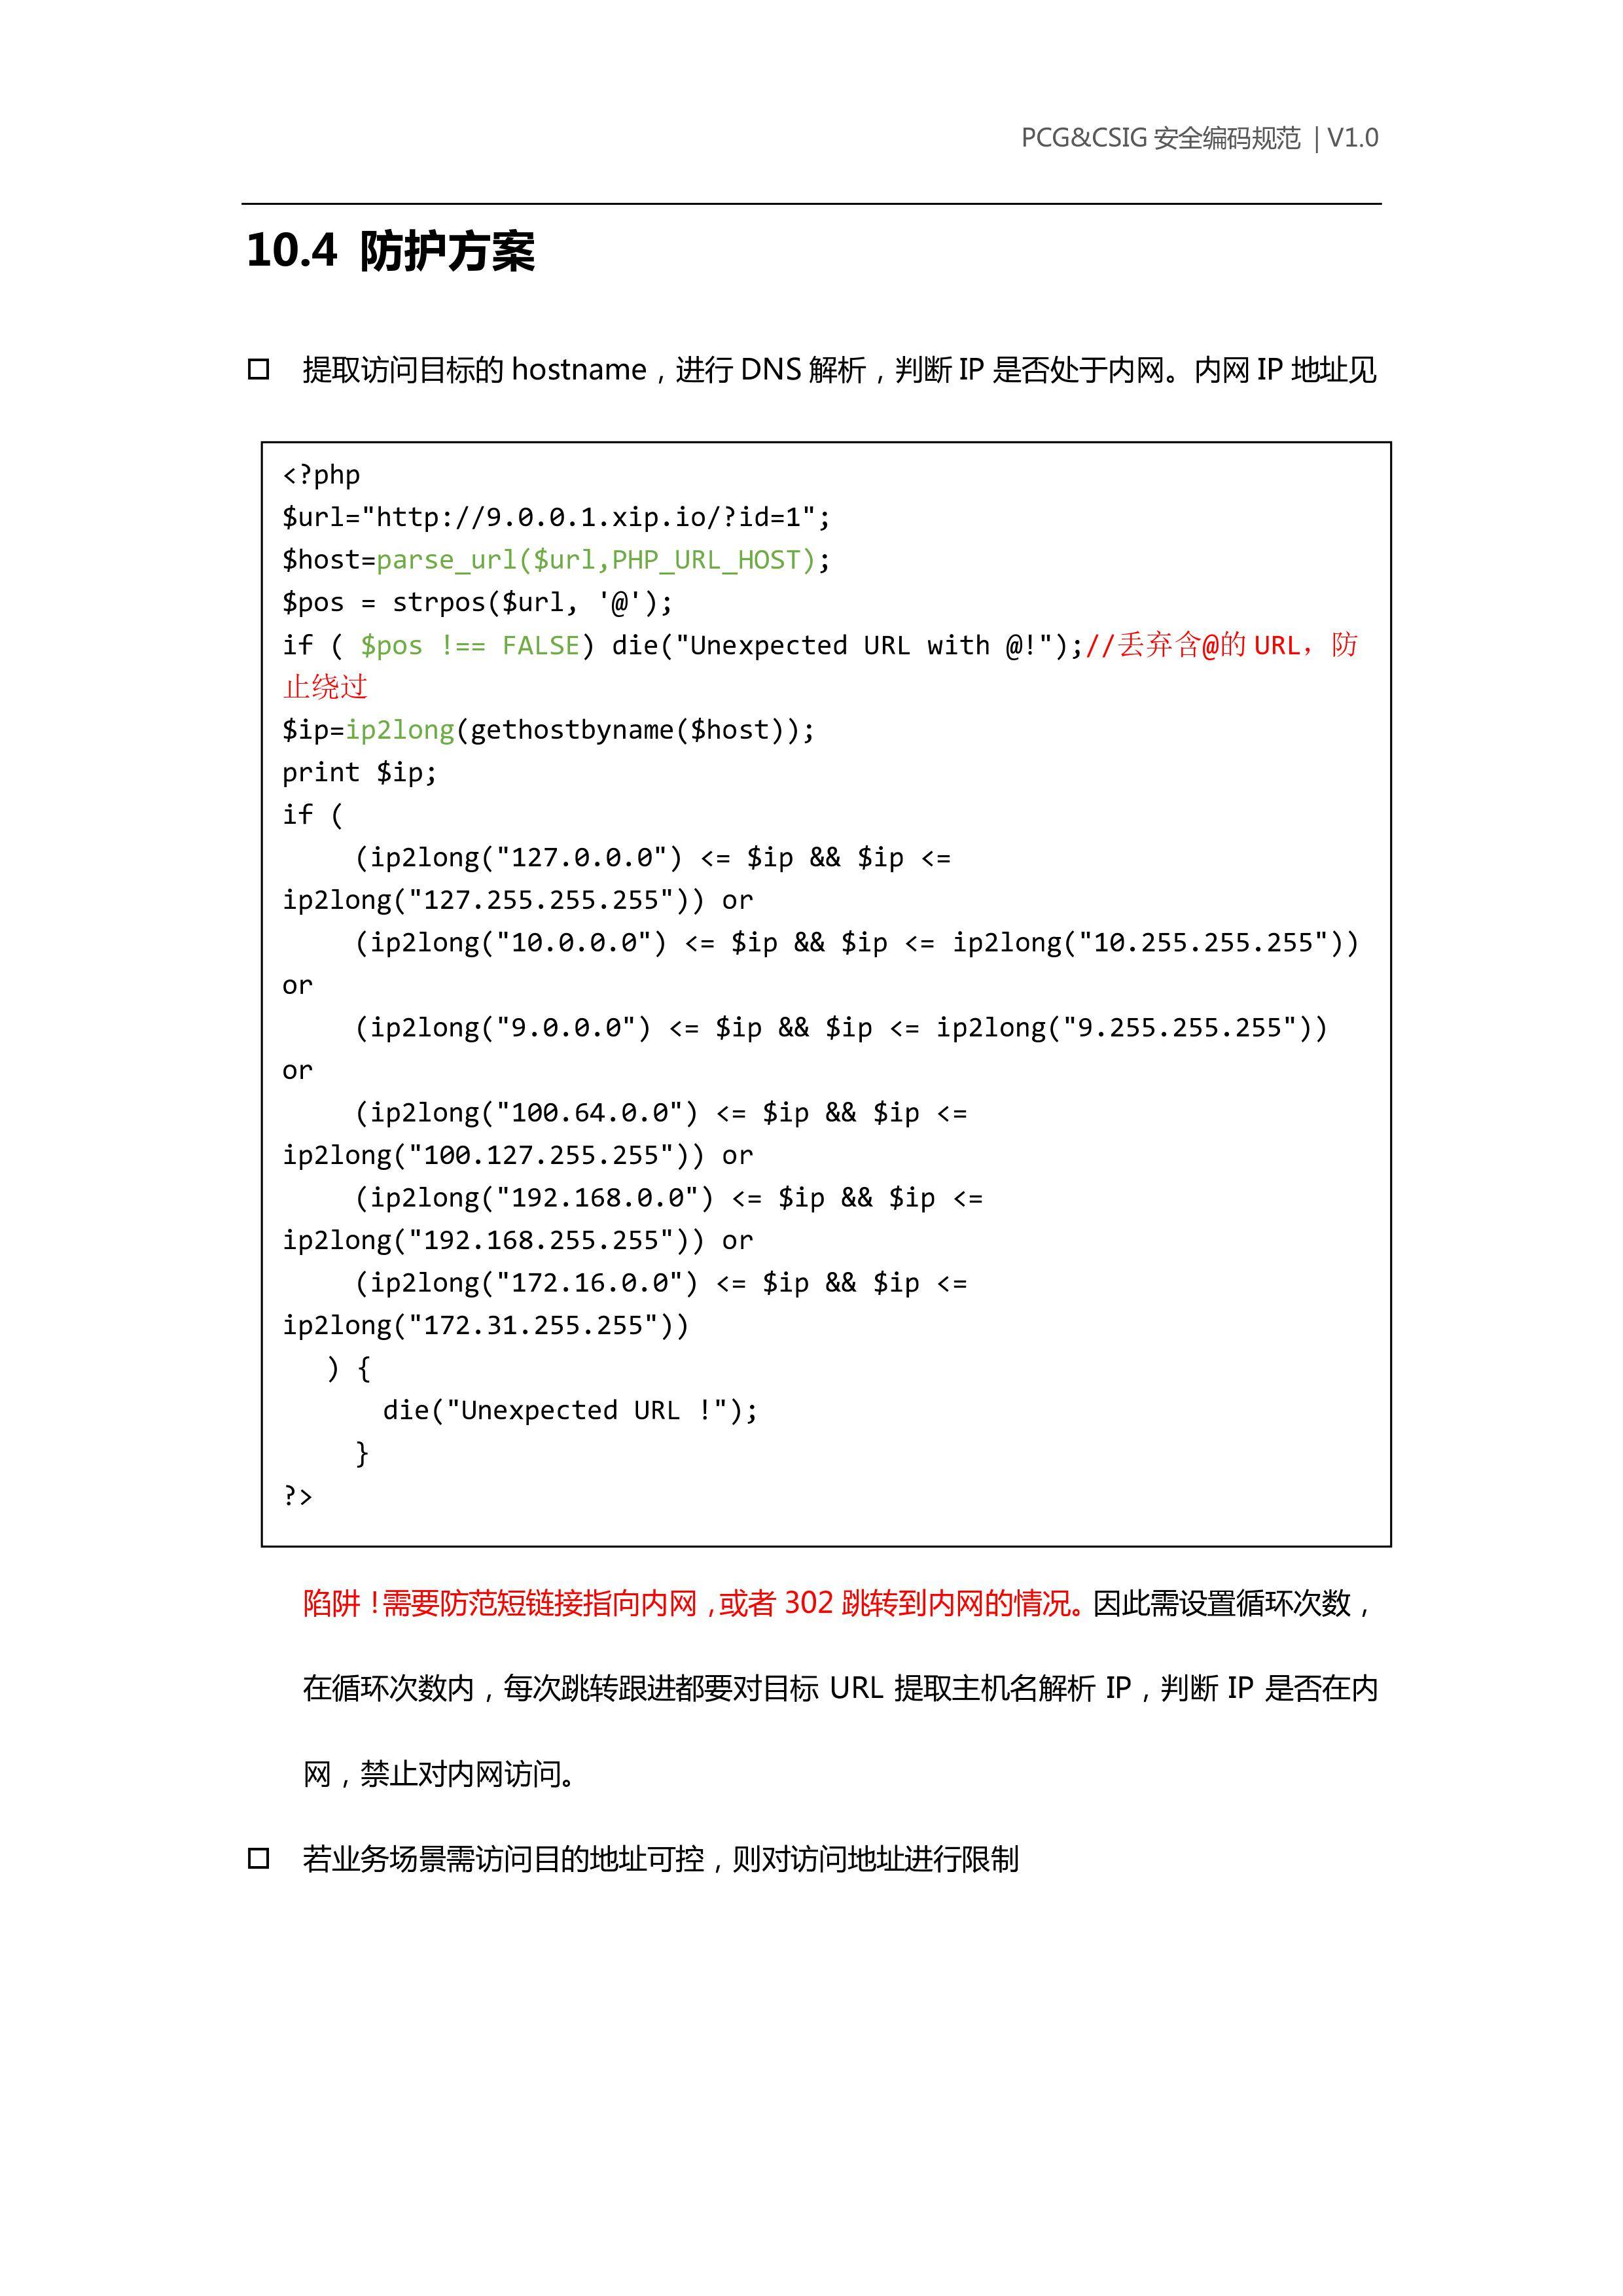 PCG&CSIG 安全编码规范 | V1.0
10.4 防护方案
□ 提取访问目标的 hostname，进行 DNS 解析，判断 IP 是否处于内网。内网 IP 地址见
<?php
$url="http://9.0.0.1.xip.io/?id=1";
$host=parse_url($url,PHP_URL_HOST);
$pos = strpos($url, '@');
if ( $pos !== FALSE) die("Unexpected URL with @!");//丢弃含@的 URL，防
止绕过
$ip=ip2long(gethostbyname($host));
print $ip;
if (
(ip2long("127.0.0.0") <= $ip && $ip <=
ip2long("127.255.255.255")) or
(ip2long("10.0.0.0") <= $ip && $ip <= ip2long("10.255.255.255"))
or
(ip2long("9.0.0.0") <= $ip && $ip <= ip2long("9.255.255.255"))
or
(ip2long("100.64.0.0") <= $ip && $ip <=
ip2long("100.127.255.255")) or
(ip2long("192.168.0.0") <= $ip && $ip <=
ip2long("192.168.255.255")) or
(ip2long("172.16.0.0") <= $ip && $ip <=
ip2long("172.31.255.255"))
) {
die("Unexpected URL !");
}
?>
陷阱！需要防范短链接指向内网，或者 302 跳转到内网的情况。因此需设置循环次数，
在循环次数内，每次跳转跟进都要对目标 URL 提取主机名解析 IP，判断 IP 是否在内
网，禁止对内网访问。
□ 若业务场景需访问目的地址可控，则对访问地址进行限制